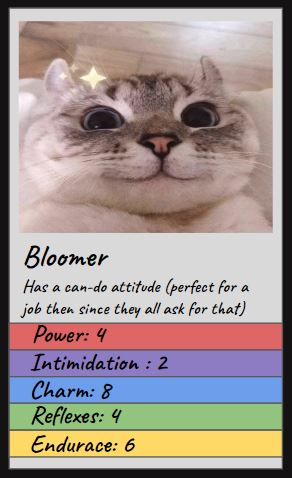 Bloomer
Has a can-do attitude (perfect for a
job then since they all ask for that)
Power: 4
Intimidation : 2
Charm: 8
Reflexes: 4
Endurace: 6